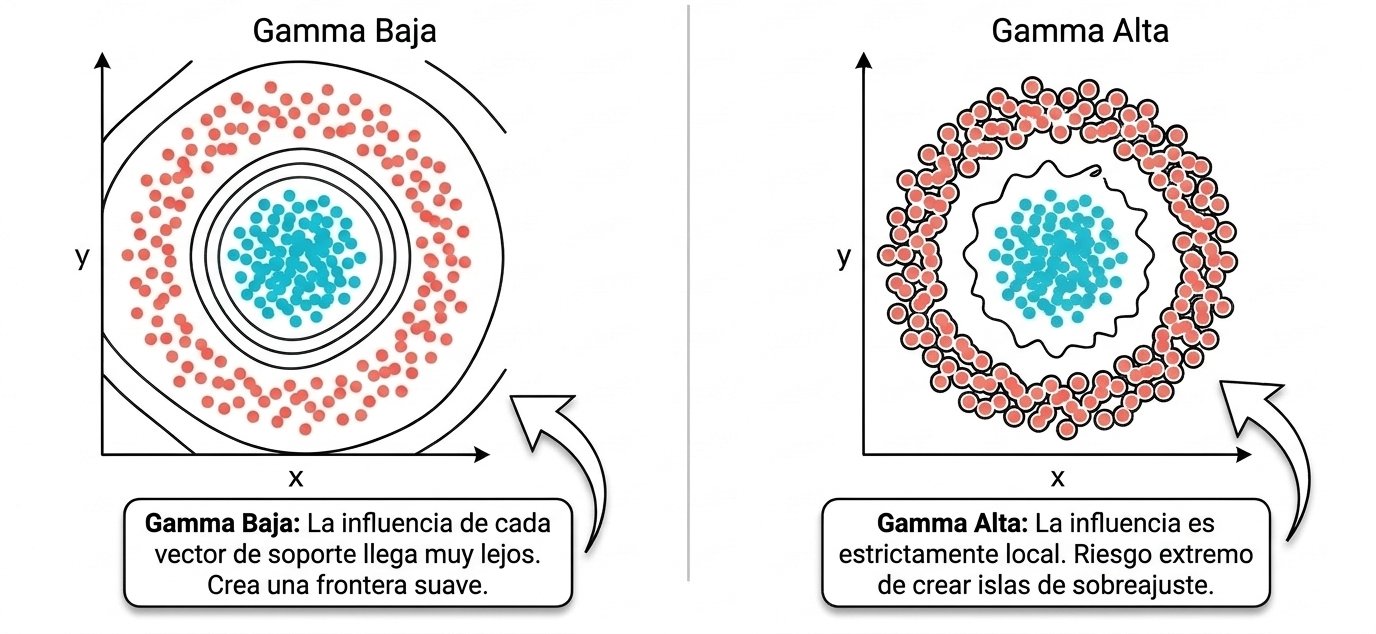 Gamma Baja
y
x
Gamma Baja: La influencia de cada
vector de soporte llega muy lejos.
Crea una frontera suave.
Gamma Alta
y
x
Gamma Alta: La influencia es
estrictamente local. Riesgo extremo
de crear islas de sobreajuste.